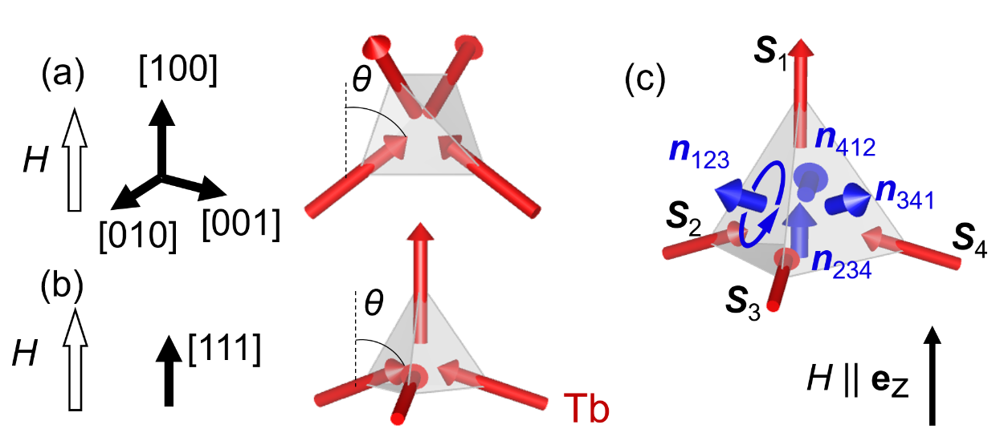 (a)
[100]
H
[010]
[001]
θ
(b)
H
[111]
θ
Tb
(c)
S1
n412
n123
n341
S2
S4
n234
S3
H || ez